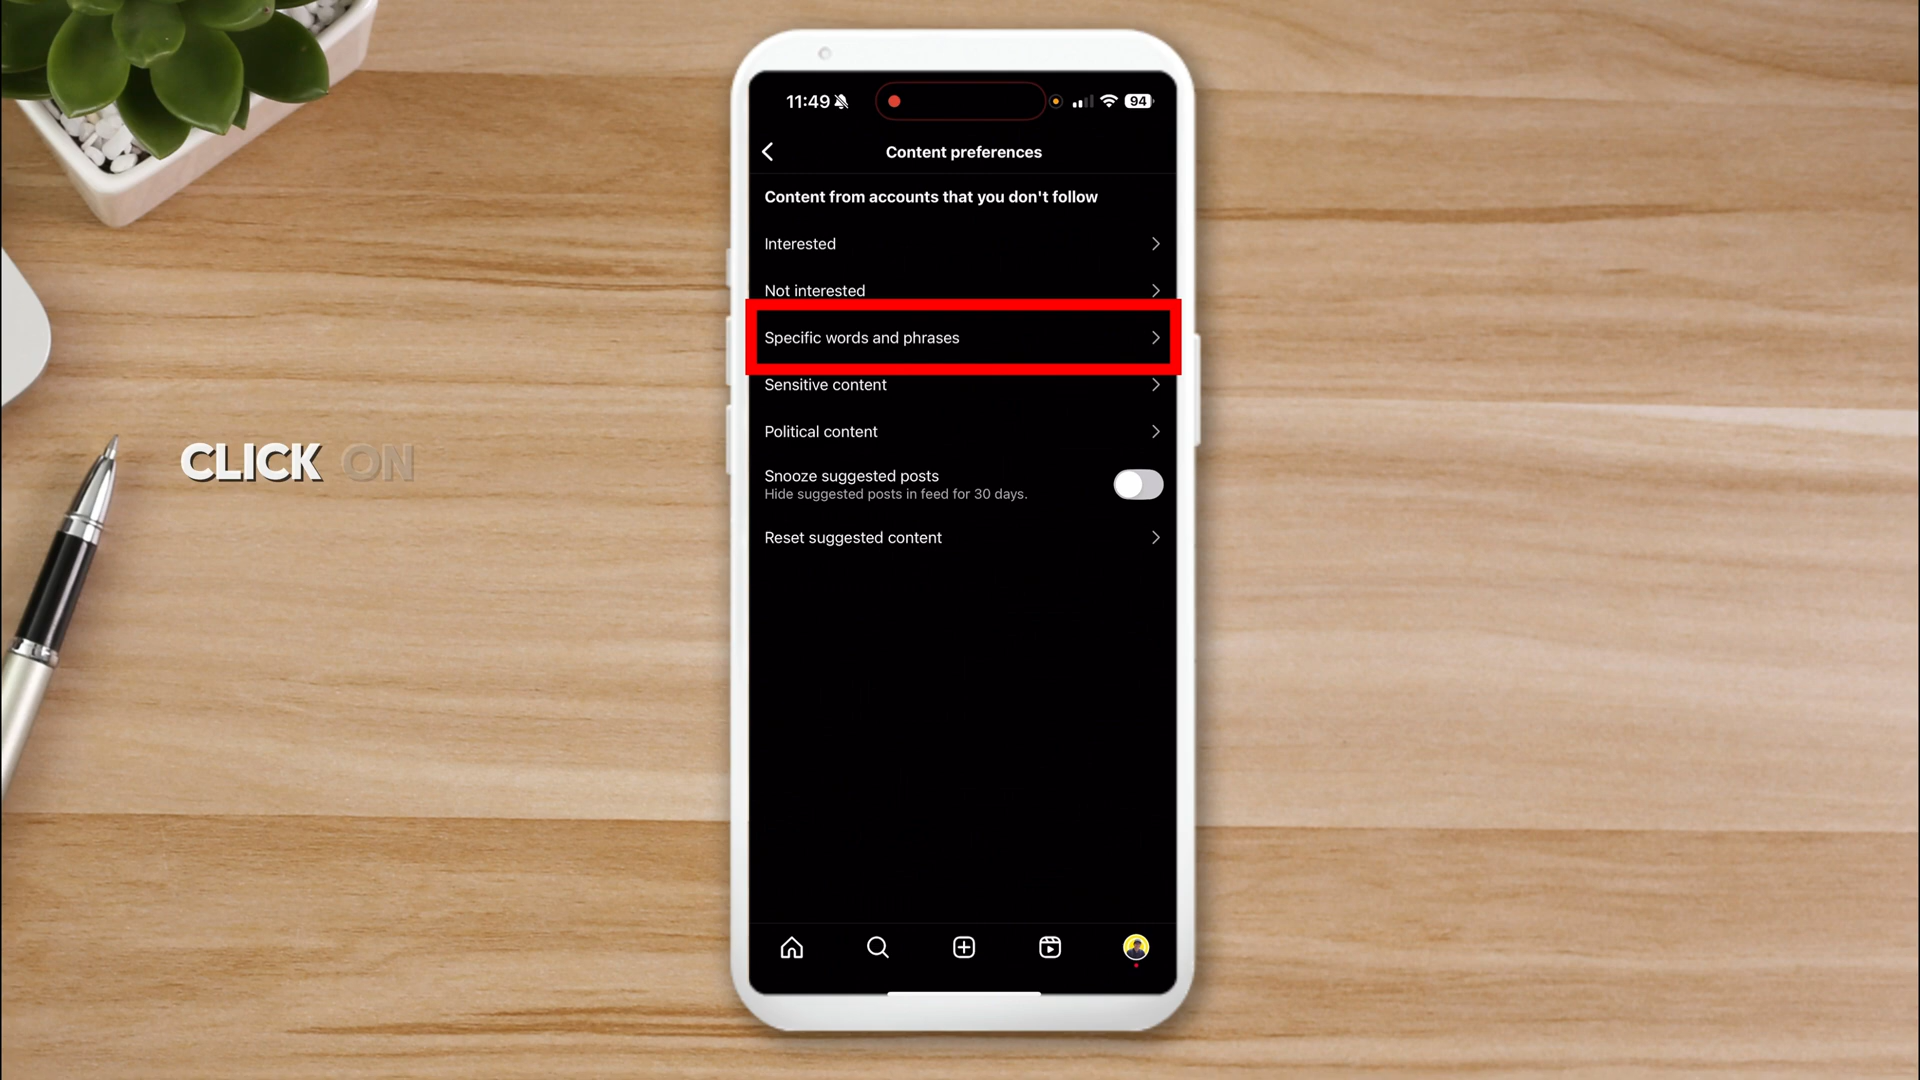 11:49
94
Content preferences
Content from accounts that you don't follow
Interested
Not interested
Specific words and phrases
Sensitive content
Political content
Snooze suggested posts
Hide suggested posts in feed for 30 days.
Reset suggested content
CLICK ON